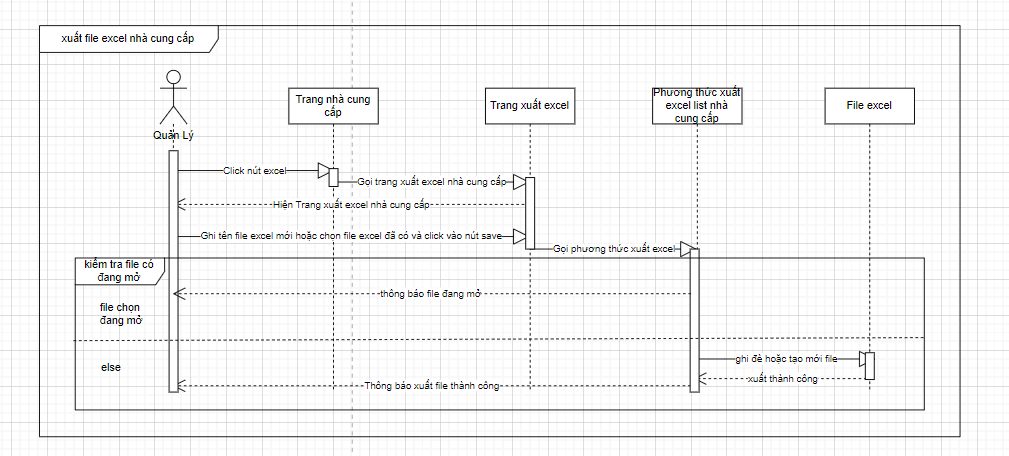 xuất file excel nhà cung cấp
Quản Lý
Trang nhà cung
cấp
Trang xuất excel
Phương thức xuất
excel list nhà
cung cấp
File excel
Click nút excel
Gọi trang xuất excel nhà cung cấp
Hiện Trang xuất excel nhà cung cấp
Ghi tên file excel mới hoặc chọn file excel đã có và click vào nút save
Gọi phương thức xuất excel
kiểm tra file có
đang mở
thông báo file đang mở
file chọn
đang mở
else
ghi đè hoặc tạo mới file
xuất thành công
Thông báo xuất file thành công